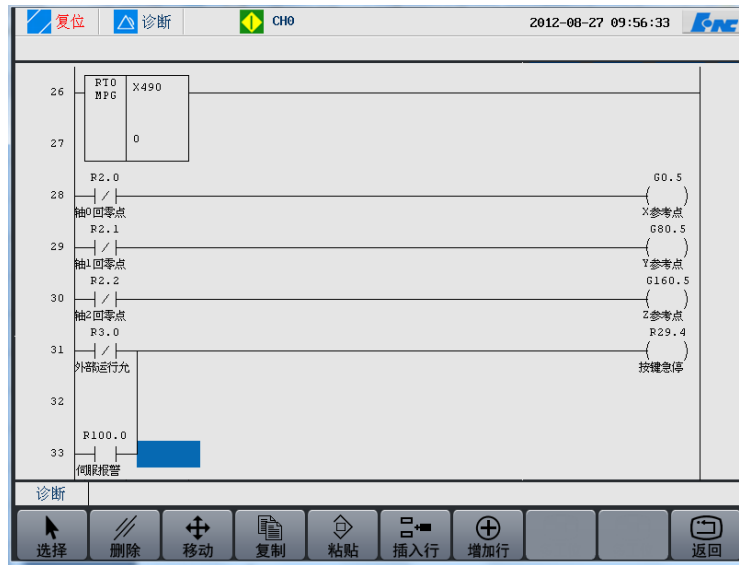 复位 诊断 CH0 2012-08-27 09:56:33
26 RTO X490
MPG
27 0
R2.0 G0.5
28
轴0回零点 X参考点
R2.1 G80.5
29
轴1回零点 Y参考点
R2.2 G160.5
30
轴2回零点 Z参考点
R3.0 R29.4
31
外部运行允 按键急停
32
R100.0
33
伺服报警
诊断
选择 删除 移动 复制 粘贴 插入行 增加行 返回